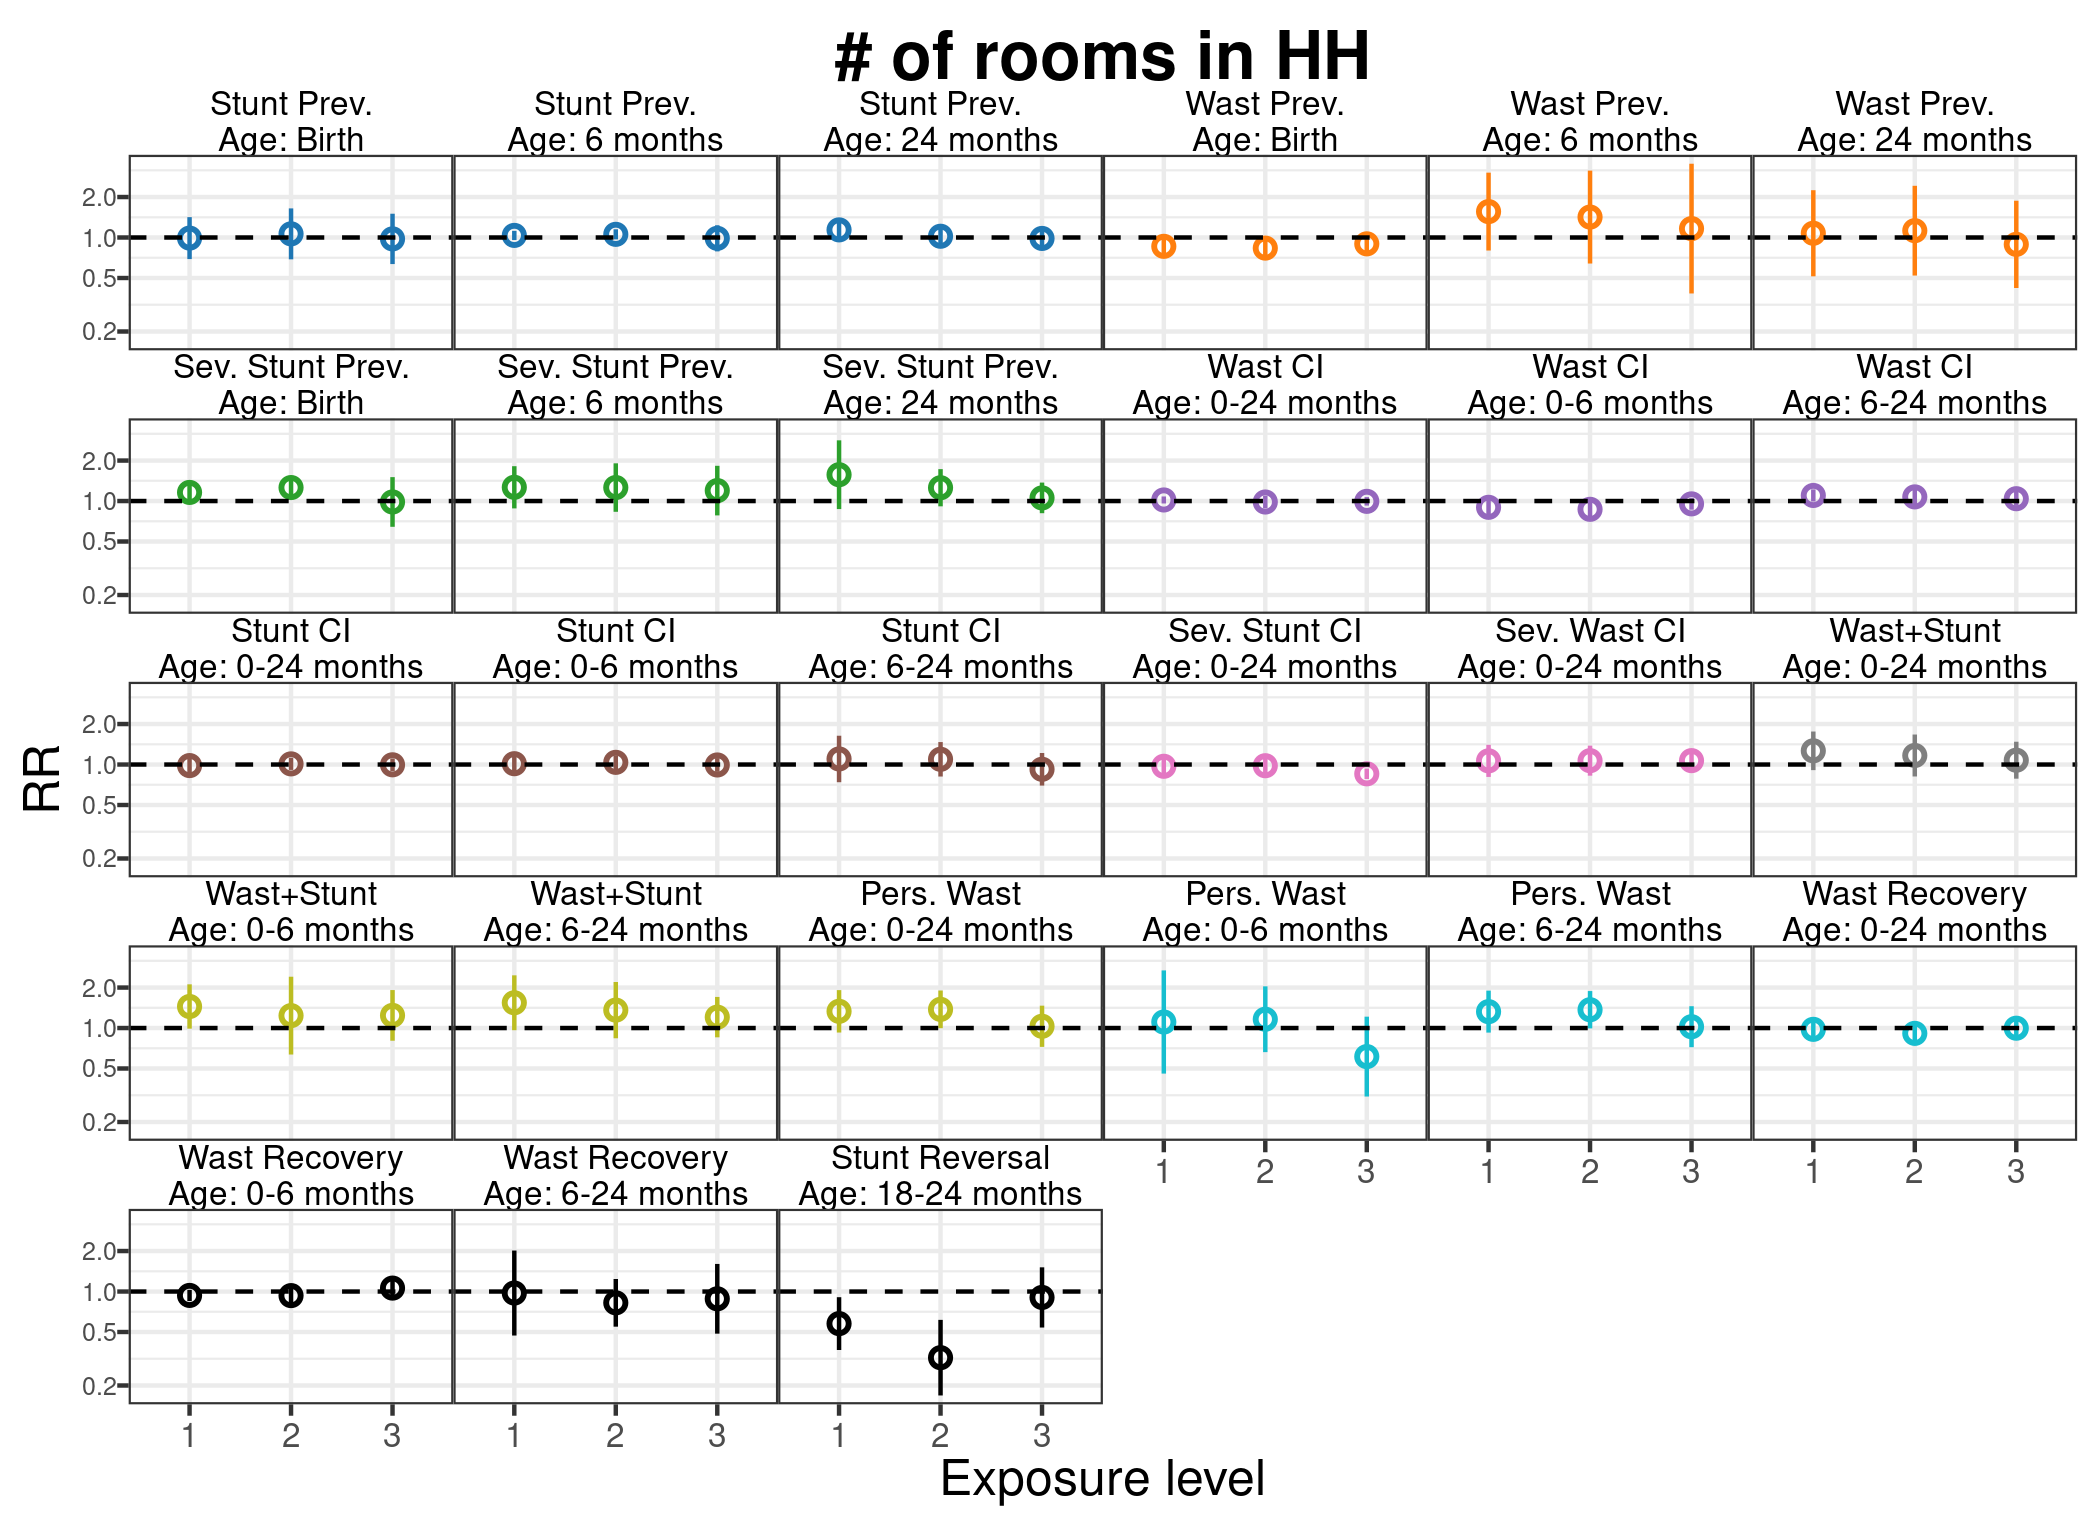 # of rooms in HH
Stunt Prev.
Age: Birth
Stunt Prev.
Age: 6 months
Stunt Prev.
Age: 24 months
Wast Prev.
Age: Birth
Wast Prev.
Age: 6 months
Wast Prev.
Age: 24 months
2.0
1.0
0.5
0.2
Sev. Stunt Prev.
Age: Birth
Sev. Stunt Prev.
Age: 6 months
Sev. Stunt Prev.
Age: 24 months
Wast CI
Age: 0-24 months
Wast CI
Age: 0-6 months
Wast CI
Age: 6-24 months
2.0
1.0
0.5
0.2
Stunt CI
Age: 0-24 months
Stunt CI
Age: 0-6 months
Stunt CI
Age: 6-24 months
Sev. Stunt CI
Age: 0-24 months
Sev. Wast CI
Age: 0-24 months
Wast+Stunt
Age: 0-24 months
2.0
1.0
0.5
0.2
RR
Wast+Stunt
Age: 0-6 months
Wast+Stunt
Age: 6-24 months
Pers. Wast
Age: 0-24 months
Pers. Wast
Age: 0-6 months
Pers. Wast
Age: 6-24 months
Wast Recovery
Age: 0-24 months
2.0
1.0
0.5
0.2
1 2 3
1 2 3
1 2 3
Wast Recovery
Age: 0-6 months
Wast Recovery
Age: 6-24 months
Stunt Reversal
Age: 18-24 months
2.0
1.0
0.5
0.2
1 2 3
1 2 3
1 2 3
Exposure level